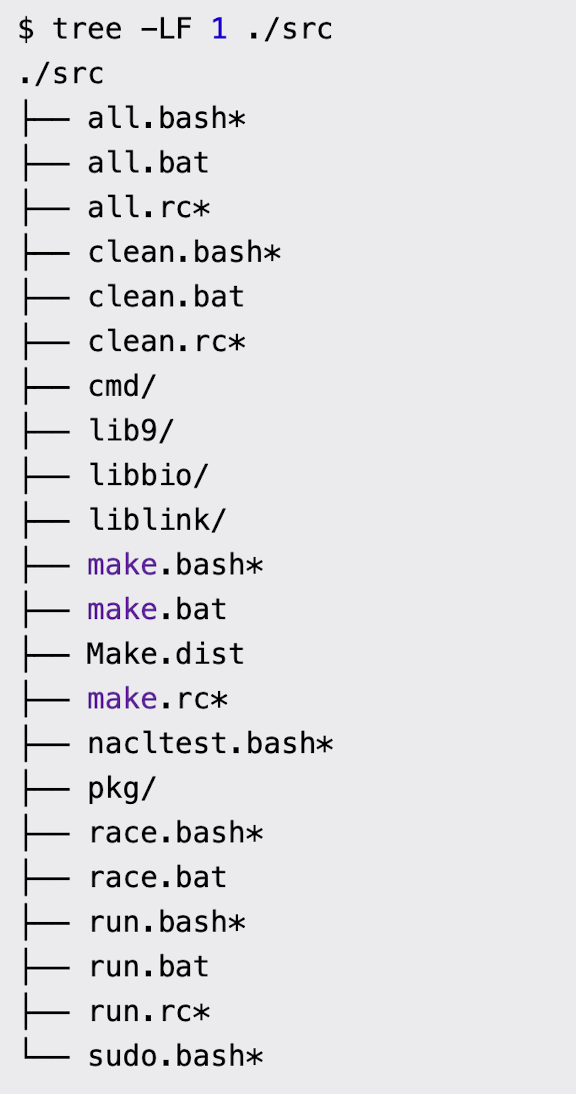 $ tree -LF 1 ./src
./src
├── all.bash*
├── all.bat
├── all.rc*
├── clean.bash*
├── clean.bat
├── clean.rc*
├── cmd/
├── lib9/
├── libbio/
├── liblink/
├── make.bash*
├── make.bat
├── Make.dist
├── make.rc*
├── nacltest.bash*
├── pkg/
├── race.bash*
├── race.bat
├── run.bash*
├── run.bat
├── run.rc*
└── sudo.bash*